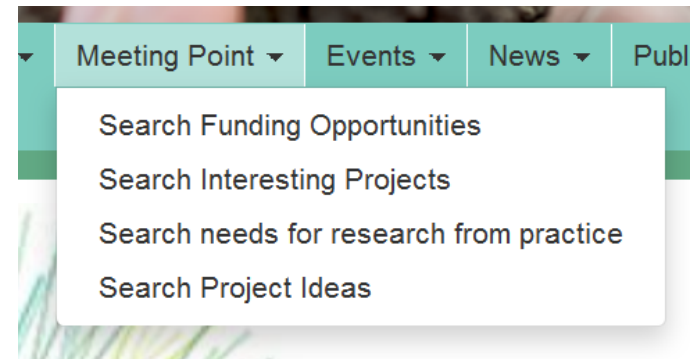 Meeting Point Events News Publ
Search Funding Opportunities
Search Interesting Projects
Search needs for research from practice
Search Project Ideas